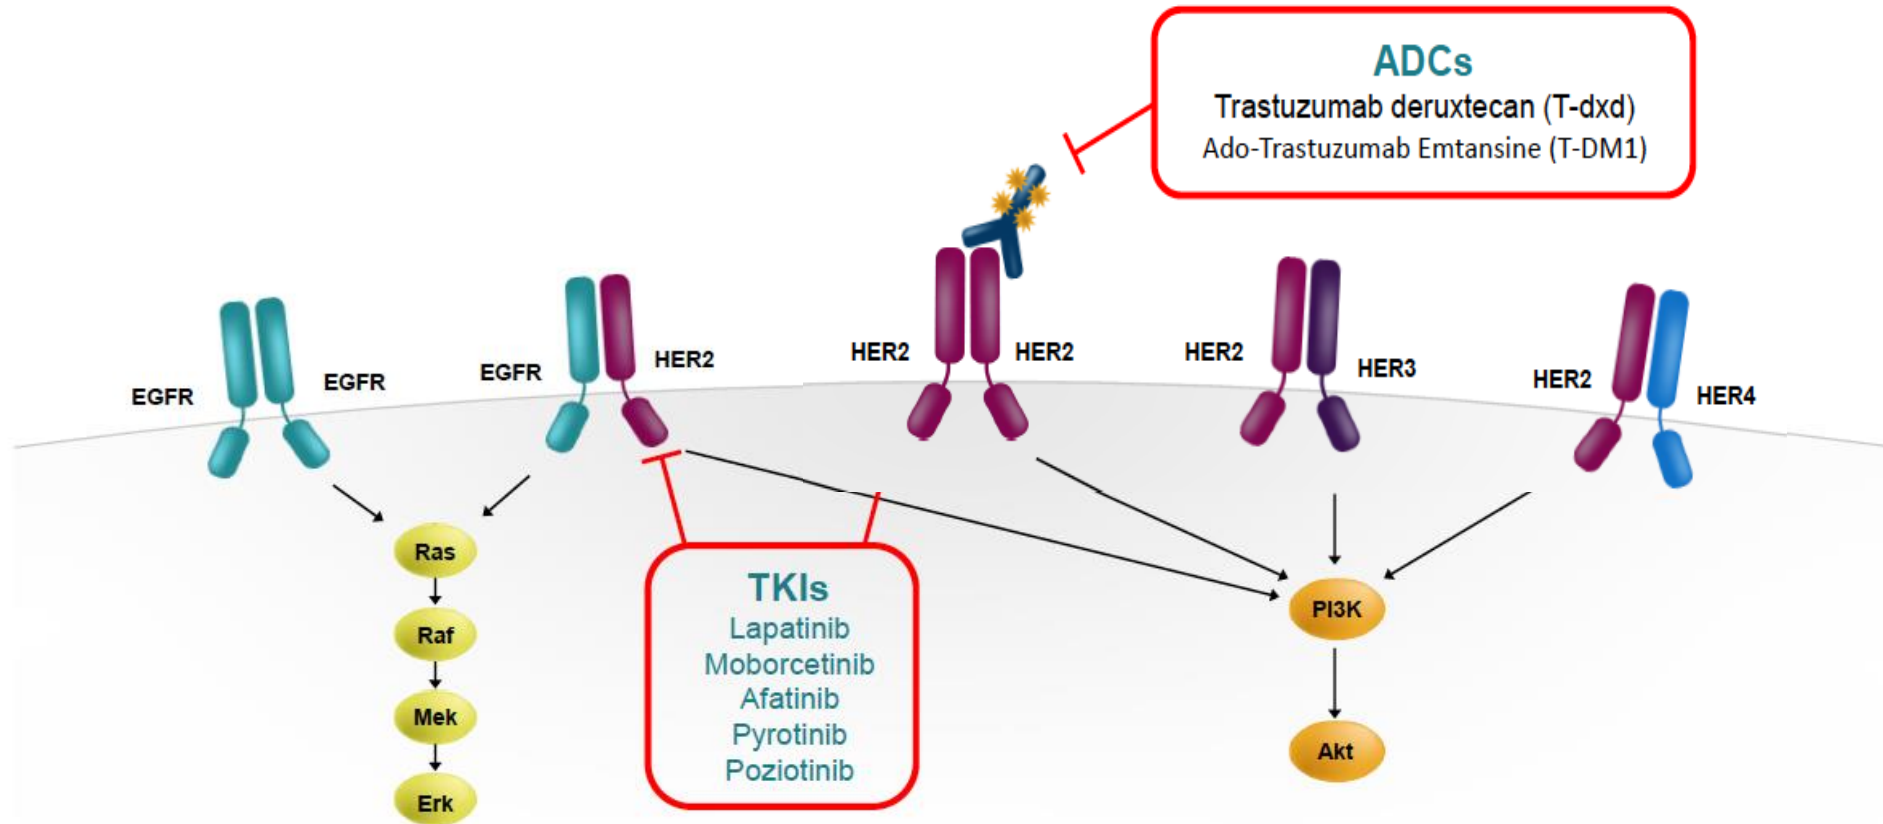 ADCs
Trastuzumab deruxtecan (T-dxd)
Ado-Trastuzumab Emtansine (T-DM1)
EGFR
EGFR
EGFR
HER2
HER2
HER2
HER2
HER3
HER2
HER4
Ras
Raf
Mek
Erk
TKIs
Lapatinib
Moborcetinib
Afatinib
Pyrotinib
Poziotinib
PI3K
Akt